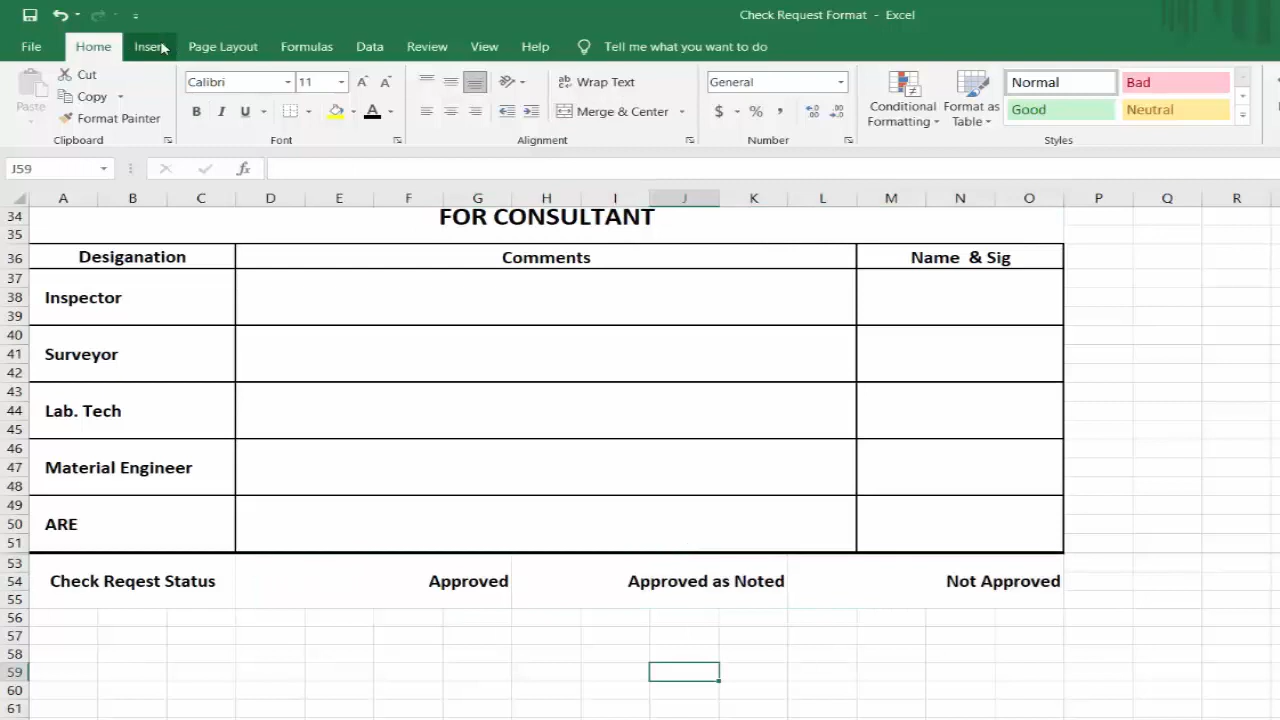 Check Request Format - Excel
File Home Insert Page Layout Formulas Data Review View Help Tell me what you want to do
Paste
Cut
Copy
Format Painter
Clipboard
Calibri 11 A A
B I U A
Font
Wrap Text
Merge & Center
Alignment
General
$ % ,
Number
Conditional Formatting
Format as Table
Normal Bad
Good Neutral
Styles
J59 fx
A B C D E F G H I J K L M N O P Q R
34 FOR CONSULTANT
35
36 Desiganation Comments Name & Sig
37
38 Inspector
39
40
41 Surveyor
42
43
44 Lab. Tech
45
46
47 Material Engineer
48
49
50 ARE
51
53
54 Check Reqest Status Approved Approved as Noted Not Approved
55
56
57
58
59
60
61